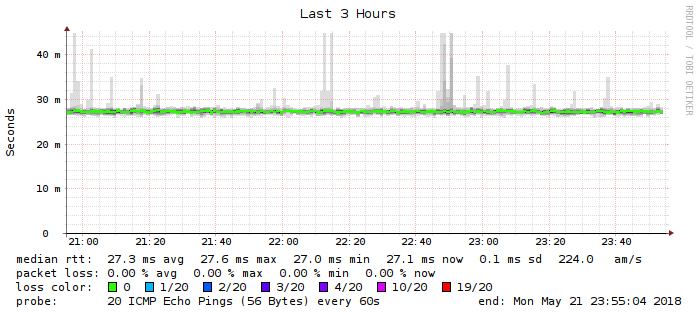 Last 3 Hours
RRDTOOL / TOBI OETIKER
Seconds
40 m
30 m
20 m
10 m
0
21:00 21:20 21:40 22:00 22:20 22:40 23:00 23:20 23:40
median rtt: 27.3 ms avg 27.6 ms max 27.0 ms min 27.1 ms now 0.1 ms sd 224.0 am/s
packet loss: 0.00 % avg 0.00 % max 0.00 % min 0.00 % now
loss color: 0 1/20 2/20 3/20 4/20 10/20 19/20
probe: 20 ICMP Echo Pings (56 Bytes) every 60s end: Mon May 21 23:55:04 2018